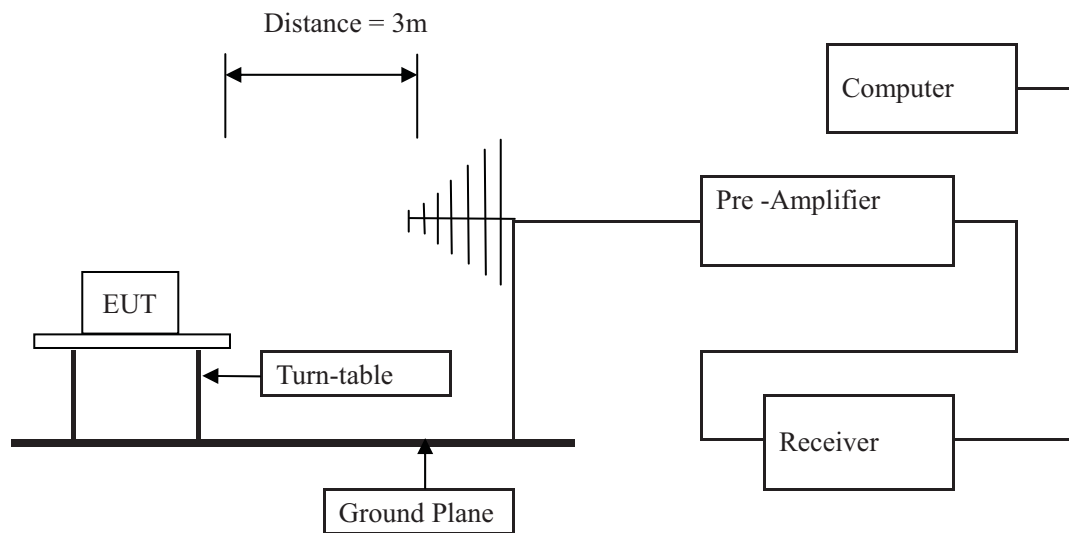 Distance = 3m
Computer
Pre -Amplifier
EUT
Turn-table
Receiver
Ground Plane